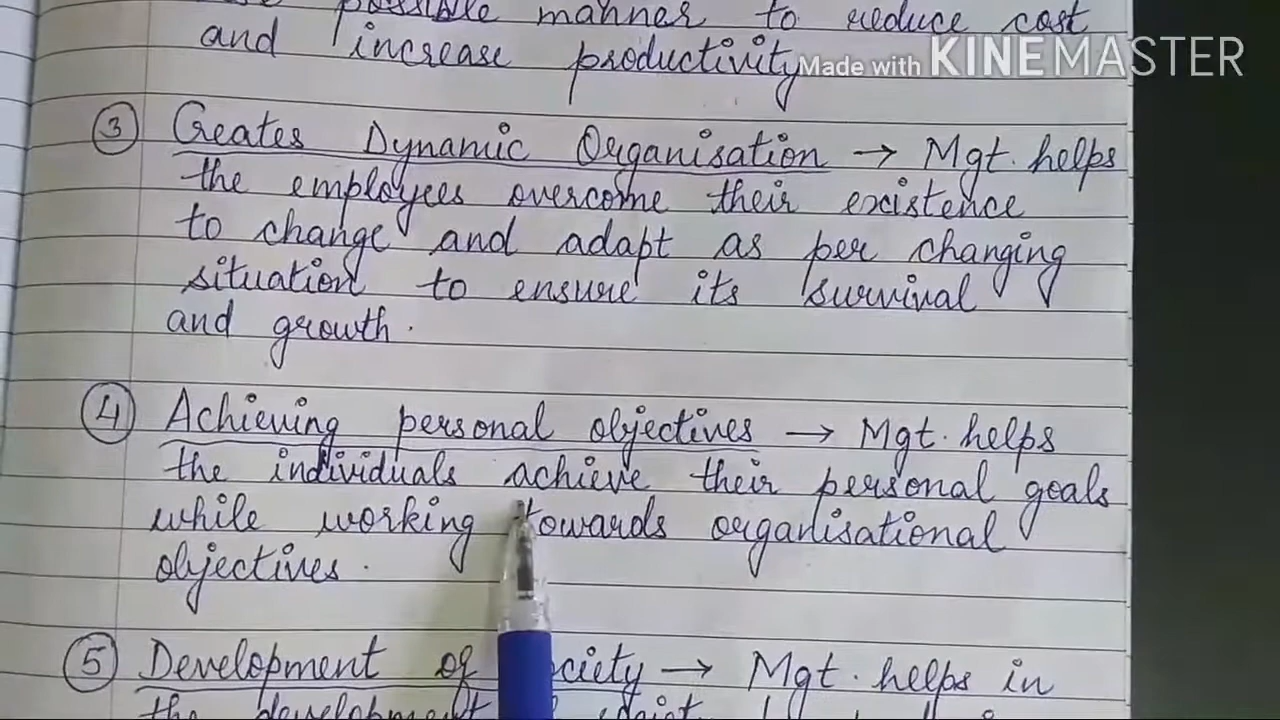 possible manner to reduce cost
and increase productivity
Made with KINEMASTER
③ Creates Dynamic Organisation → Mgt. helps
the employees overcome their existence
to change and adapt as per changing
situation to ensure its survival
and growth.
④ Achieving personal objectives → Mgt. helps
the individuals achieve their personal goals
while working towards organisational
objectives.
⑤ Development of ociety → Mgt. helps in
the development